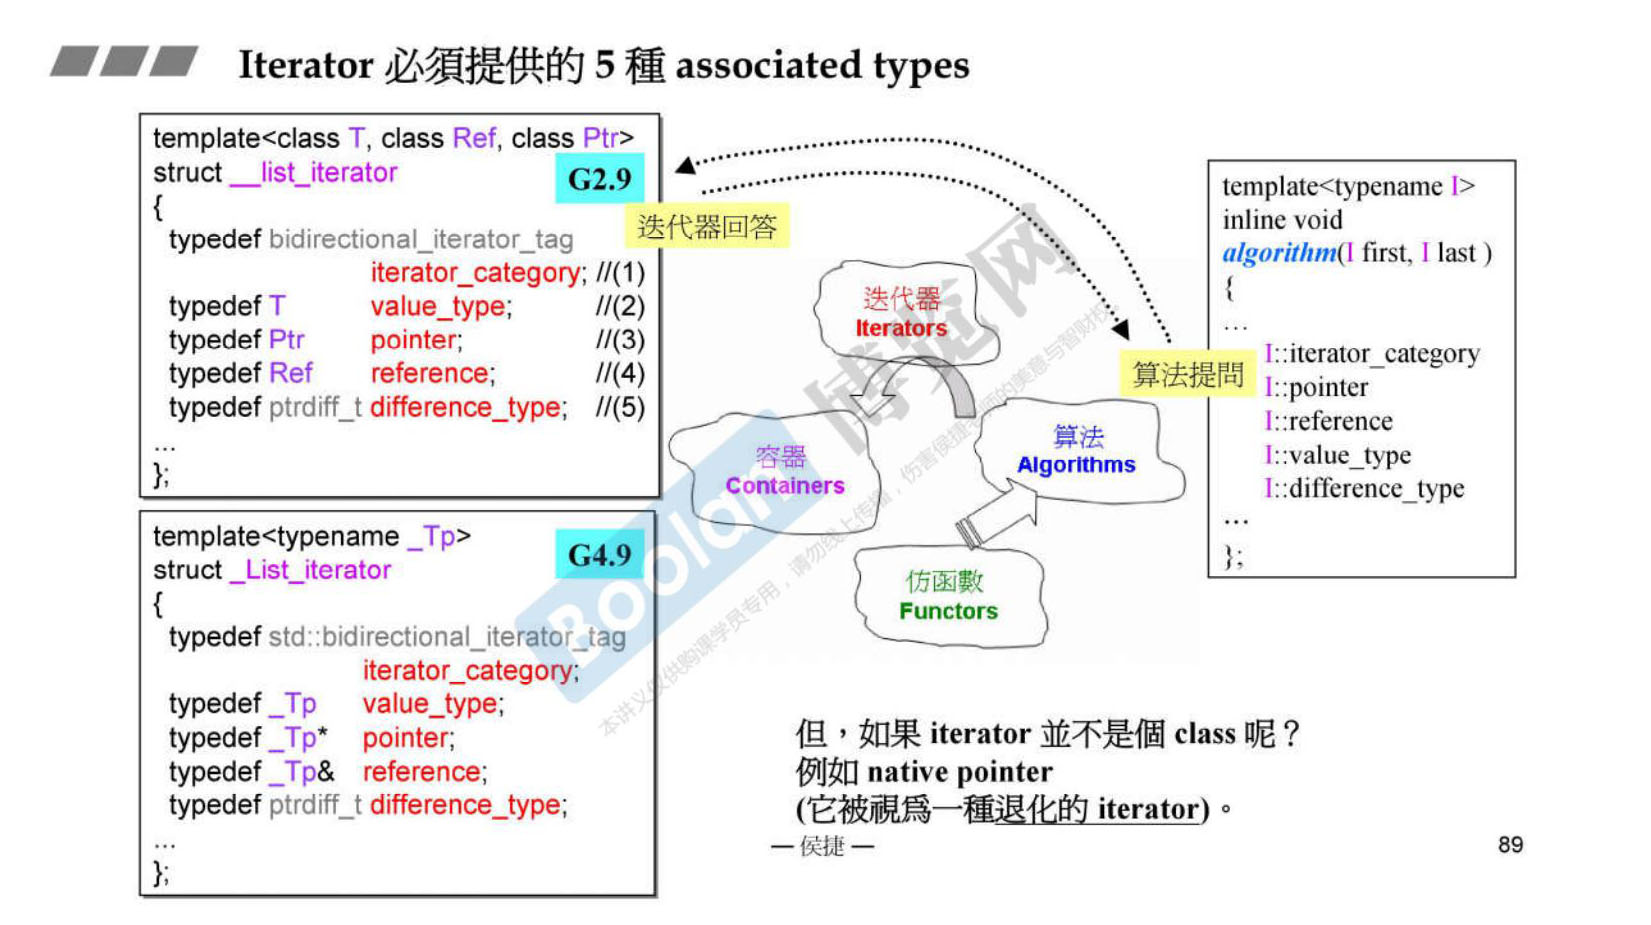 Iterator 必須提供的 5 種 associated types
template<class T, class Ref, class Ptr>
struct __list_iterator
G2.9
{
typedef bidirectional_iterator_tag
iterator_category; //(1)
typedef T value_type; //(2)
typedef Ptr pointer; //(3)
typedef Ref reference; //(4)
typedef ptrdiff_t difference_type; //(5)
...
};
template<typename _Tp>
struct _List_iterator
G4.9
{
typedef std::bidirectional_iterator_tag
iterator_category;
typedef _Tp value_type;
typedef _Tp* pointer;
typedef _Tp& reference;
typedef ptrdiff_t difference_type;
...
};
迭代器回答
迭代器
Iterators
容器
Containers
算法
Algorithms
仿函數
Functors
算法提問
template<typename I>
inline void
algorithm(I first, I last )
{
...
I::iterator_category
I::pointer
I::reference
I::value_type
I::difference_type
...
};
但，如果 iterator 並不是個 class 呢？
例如 native pointer
(它被視爲一種退化的 iterator)。
— 侯捷 —
89
Boolan 博览网
本讲义仅供购课学员专用，请勿线上传播，伤害侯捷老师的美意与智财权。